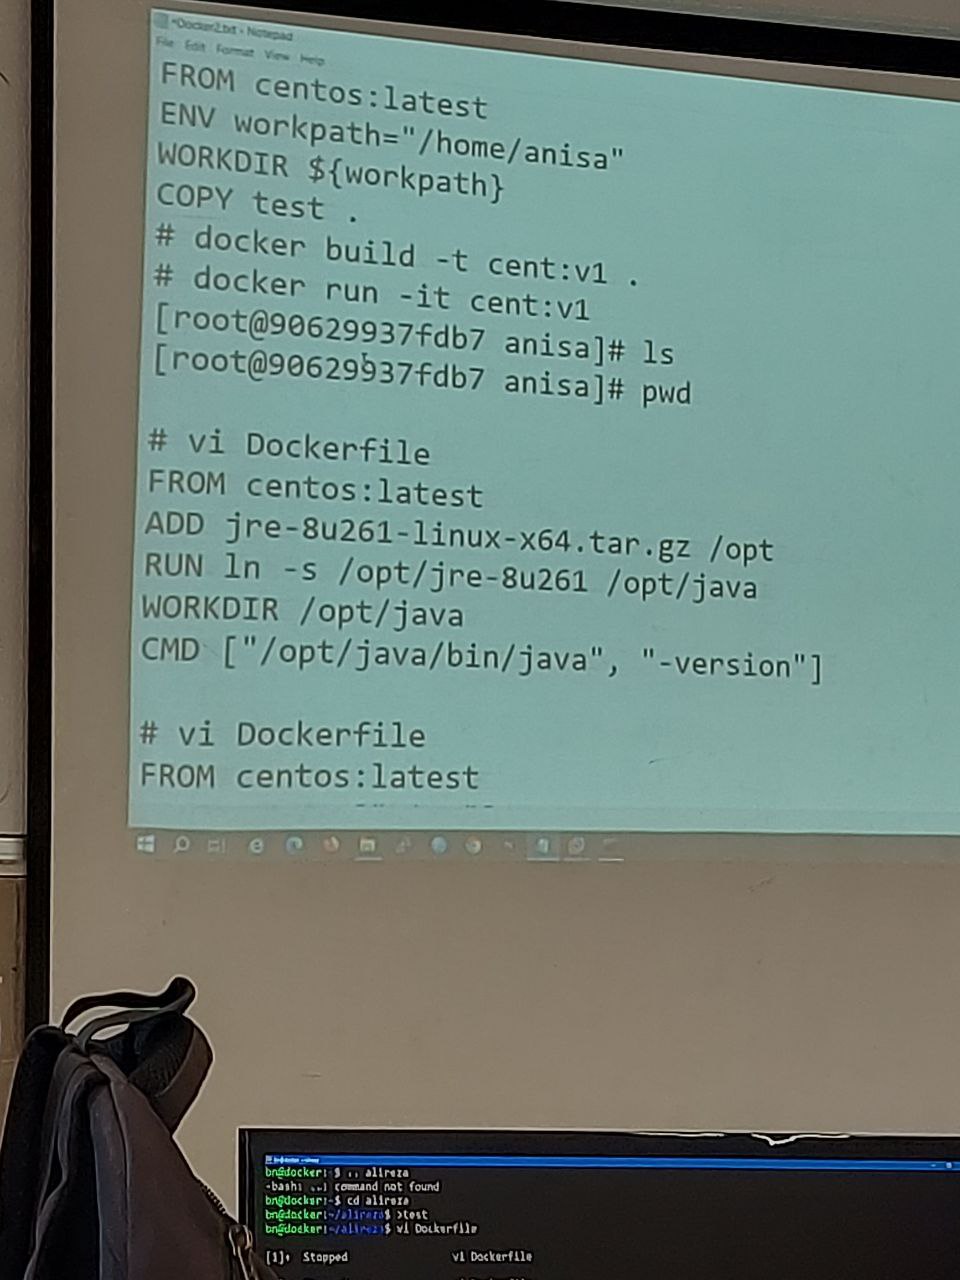 *Docker2.txt - Notepad
File Edit Format View Help
FROM centos:latest
ENV workpath="/home/anisa"
WORKDIR ${workpath}
COPY test .
# docker build -t cent:v1 .
# docker run -it cent:v1
[root@90629937fdb7 anisa]# ls
[root@90629937fdb7 anisa]# pwd
# vi Dockerfile
FROM centos:latest
ADD jre-8u261-linux-x64.tar.gz /opt
RUN ln -s /opt/jre-8u261 /opt/java
WORKDIR /opt/java
CMD ["/opt/java/bin/java", "-version"]
# vi Dockerfile
FROM centos:latest
bn@docker:~$ .. alireza
-bash: ..: command not found
bn@docker:~$ cd alireza
bn@docker:~/alireza$ >test
bn@docker:~/alireza$ vi Dockerfile
[1]+ Stopped vi Dockerfile